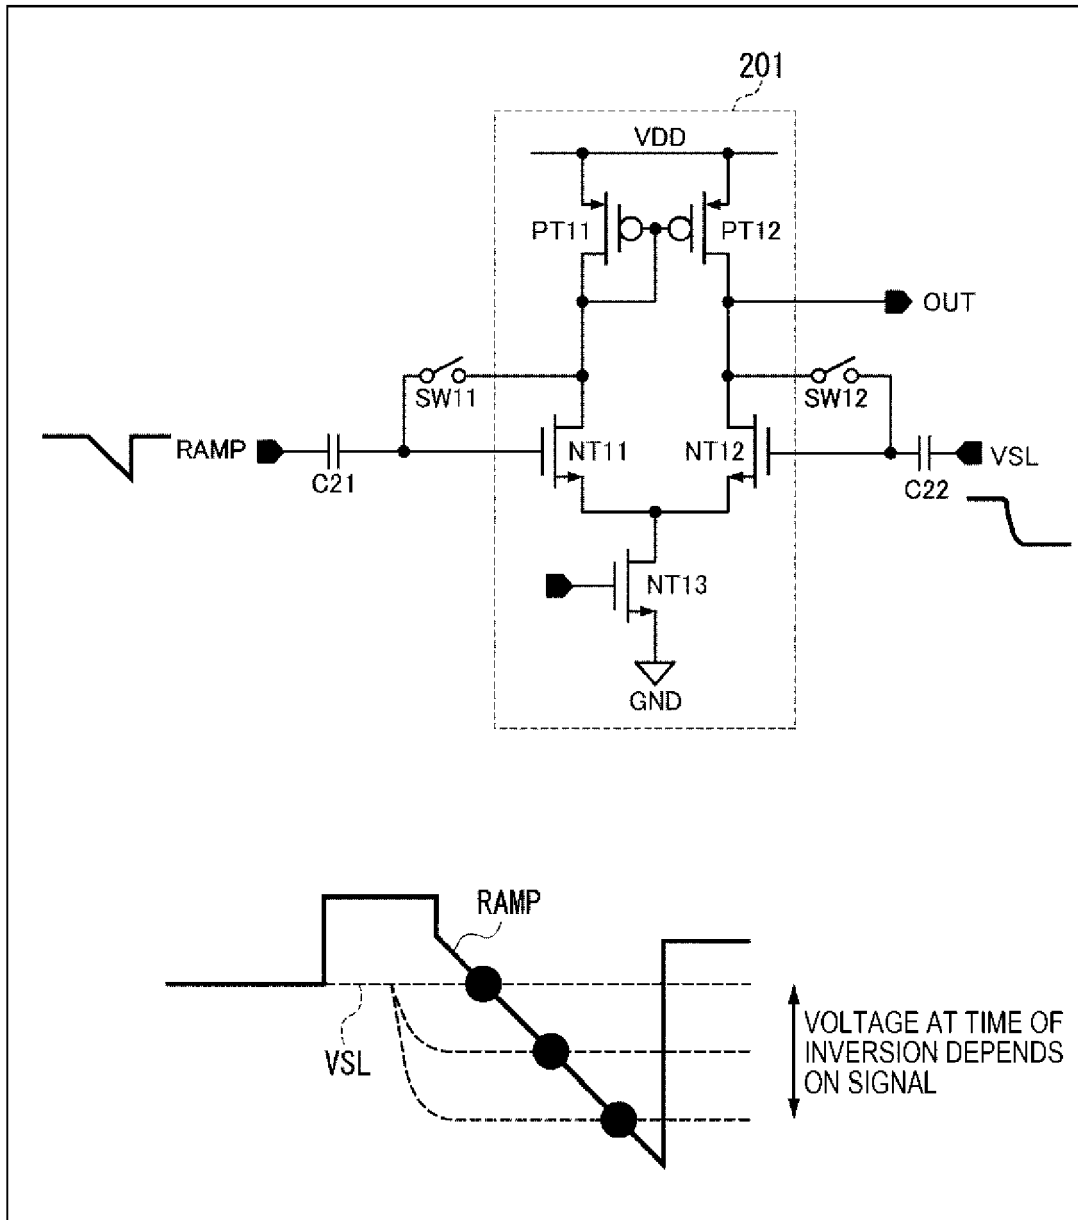 201
VDD
PT11
PT12
OUT
SW11
SW12
RAMP
NT11
NT12
VSL
C21
C22
NT13
GND
RAMP
VSL
VOLTAGE AT TIME OF
INVERSION DEPENDS
ON SIGNAL